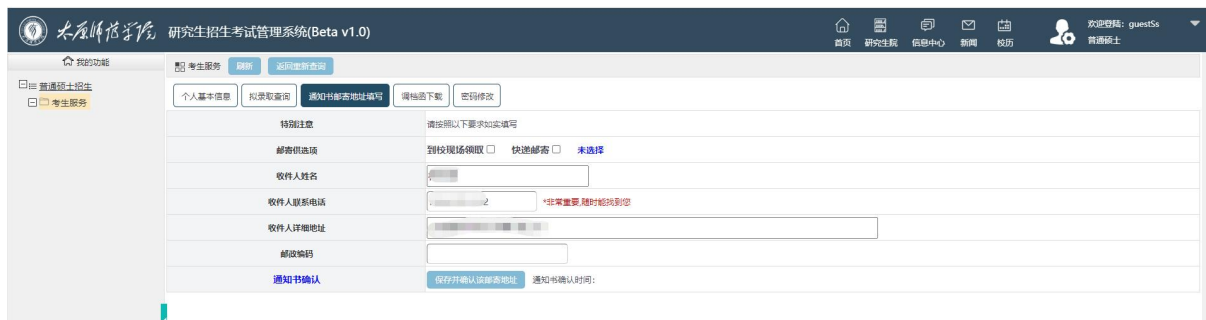 太原师范学院 研究生招生考试管理系统(Beta v1.0)
首页 研究生院 信息中心 新闻 校历
欢迎登陆: guestSs
普通硕士
我的功能
普通硕士招生
考生服务
考生服务 刷新 返回重新查询
个人基本信息 拟录取查询 通知书邮寄地址填写 调档函下载 密码修改
特别注意 请按照以下要求如实填写
邮寄供选项 到校现场领取 快递邮寄 未选择
收件人姓名
收件人联系电话 2 *非常重要,随时能找到您
收件人详细地址
邮政编码
通知书确认 保存并确认该邮寄地址 通知书确认时间: